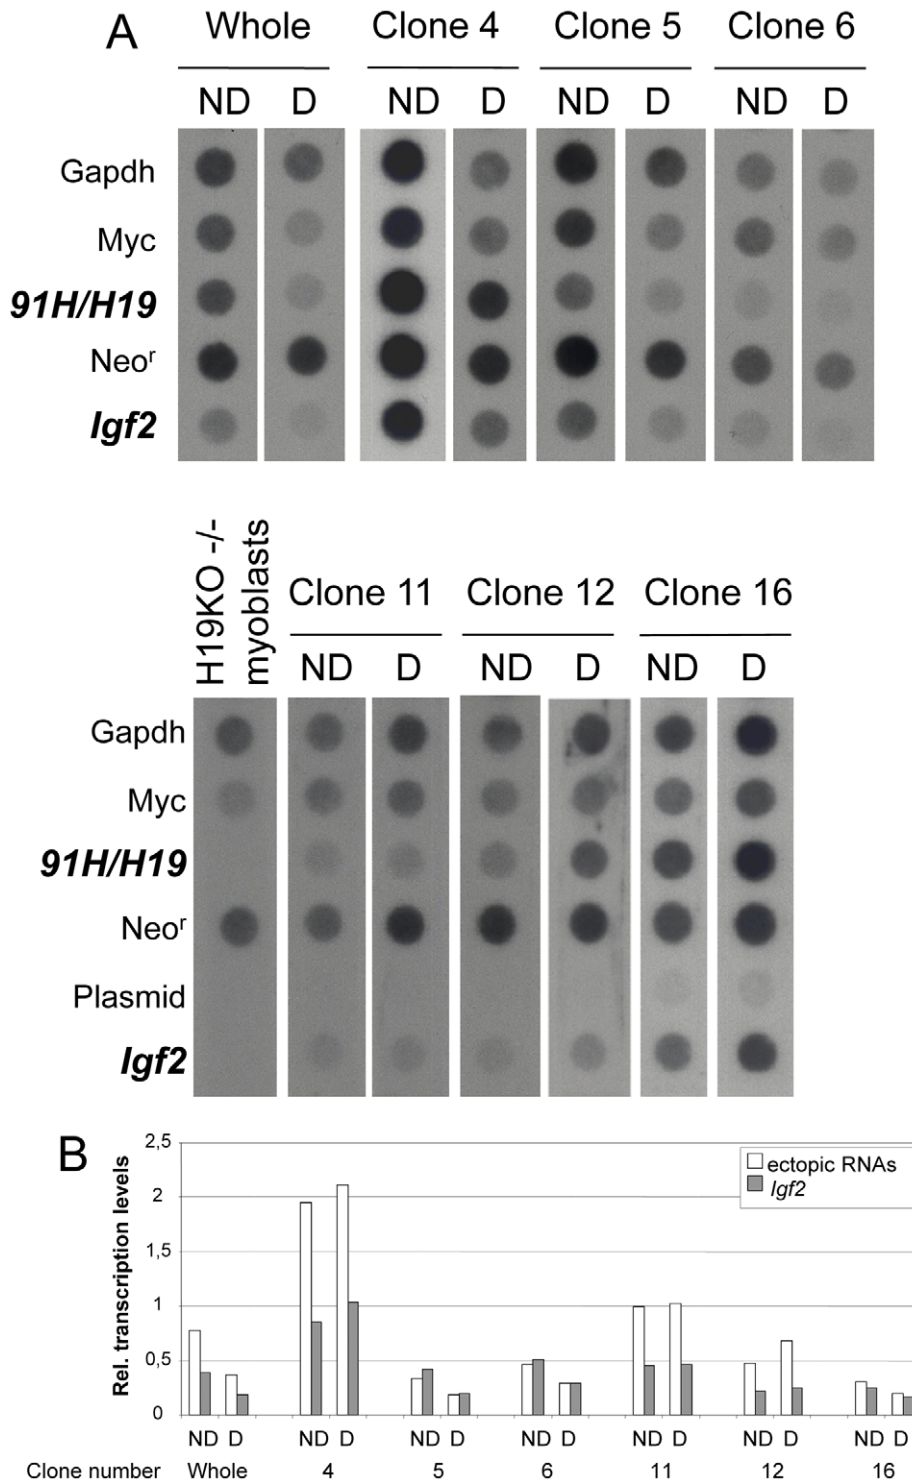 A
Whole Clone 4 Clone 5 Clone 6
ND D ND D ND D ND D
Gapdh
Myc
91H/H19
Neoʳ
Igf2
H19KO -/-
myoblasts
Clone 11 Clone 12 Clone 16
ND D ND D ND D
Gapdh
Myc
91H/H19
Neoʳ
Plasmid
Igf2
B
Rel. transcription levels
2,5
2
1,5
1
0,5
0
ectopic RNAs
Igf2
ND D ND D ND D ND D ND D ND D ND D
Clone number Whole 4 5 6 11 12 16